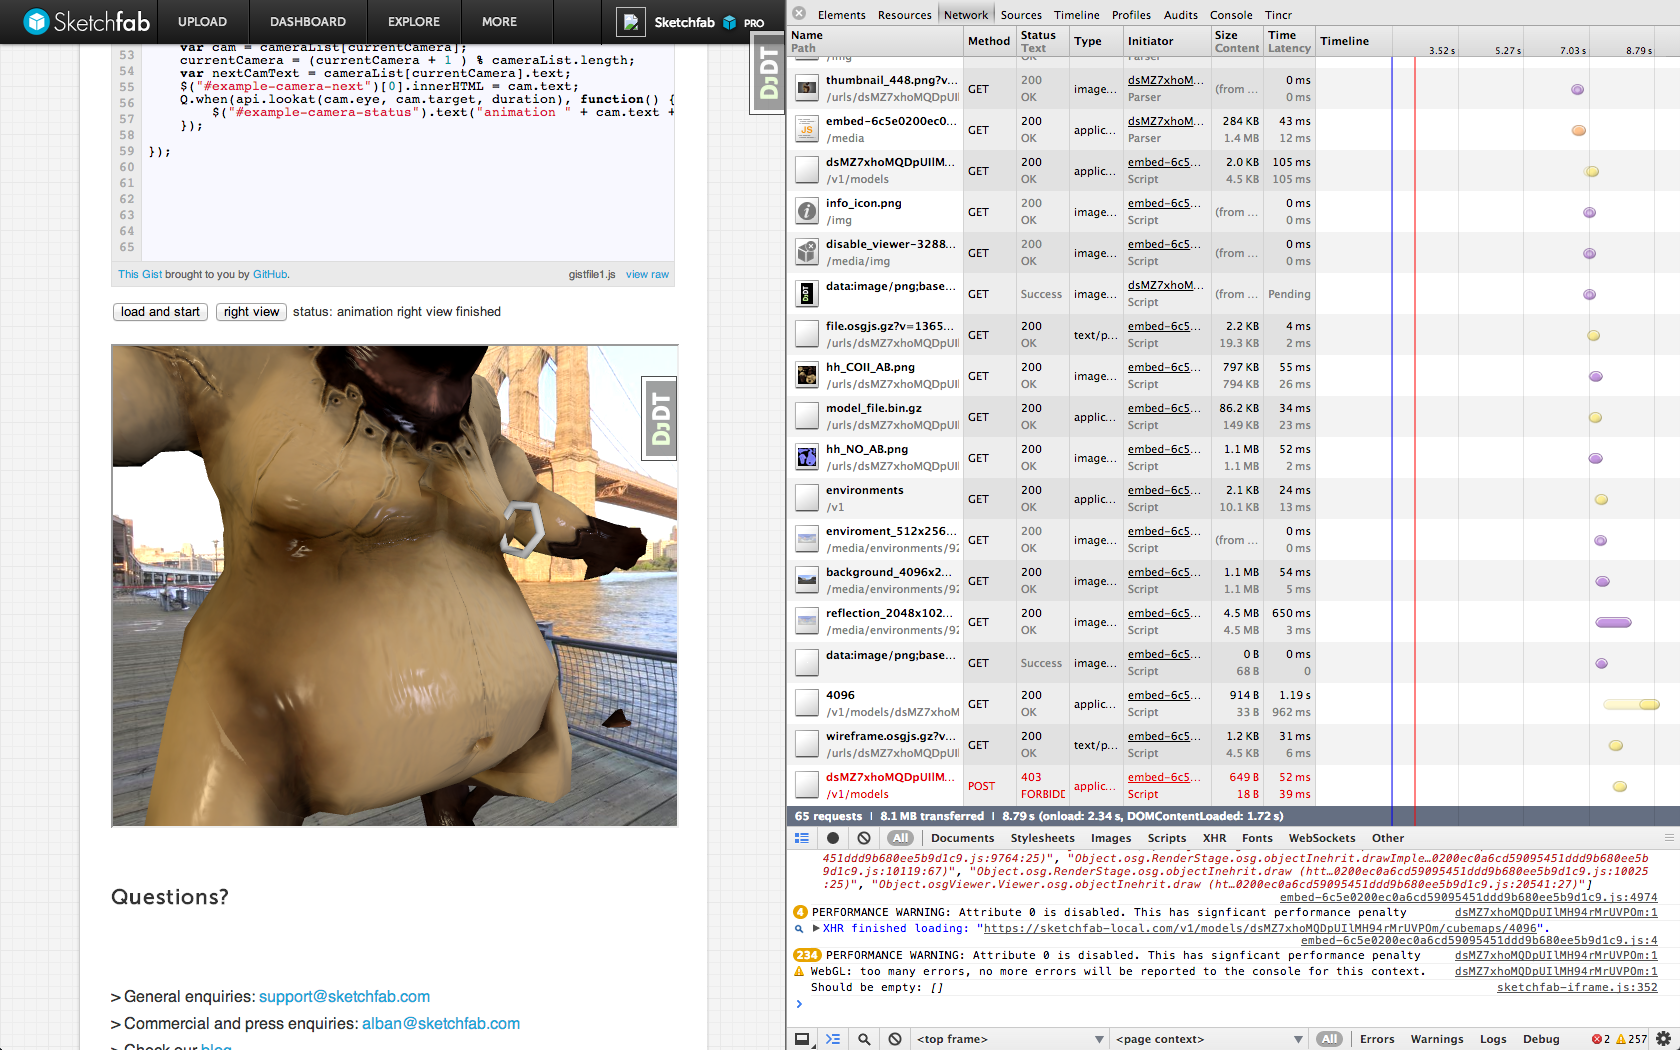 Sketchfab
UPLOAD
DASHBOARD
EXPLORE
MORE
Sketchfab PRO
DJDT
53 var cam = cameraList[currentCamera];
54 currentCamera = (currentCamera + 1 ) % cameraList.length;
55 var nextCamText = cameraList[currentCamera].text;
56 $("#example-camera-next")[0].innerHTML = cam.text;
57 Q.when(api.lookat(cam.eye, cam.target, duration), function() {
58 $("#example-camera-status").text("animation " + cam.text +
});
59 });
60
61
62
63
64
65
This Gist brought to you by GitHub.
gistfile1.js view raw
load and start
right view
status: animation right view finished
DJDT
Questions?
> General enquiries: support@sketchfab.com
> Commercial and press enquiries: alban@sketchfab.com
> Check our blog
Elements Resources Network Sources Timeline Profiles Audits Console Tincr
Name Path Method Status Text Type Initiator Size Content Time Latency Timeline 3.52 s 5.27 s 7.03 s 8.79 s
/img Parser
thumbnail_448.png?v... GET 200 image... dsMZ7xhoM... (from ... 0 ms
/urls/dsMZ7xhoMQDpUIl OK Parser 0 ms
embed-6c5e0200ec0... GET 200 applic... dsMZ7xhoM... 284 KB 43 ms
/media OK Parser 1.4 MB 12 ms
dsMZ7xhoMQDpUIlM... GET 200 applic... embed-6c5... 2.0 KB 105 ms
/v1/models OK Script 4.5 KB 105 ms
info_icon.png GET 200 image... embed-6c5... (from ... 0 ms
/img OK Script 0 ms
disable_viewer-3288... GET 200 image... embed-6c5... (from ... 0 ms
/media/img OK Script 0 ms
data:image/png;base... GET Success image... dsMZ7xhoM... Script (from ... Pending
file.osgjs.gz?v=1365... GET 200 text/p... embed-6c5... 2.2 KB 4 ms
/urls/dsMZ7xhoMQDpUIl OK Script 19.3 KB 2 ms
hh_COll_AB.png GET 200 image... embed-6c5... 797 KB 55 ms
/urls/dsMZ7xhoMQDpUIl OK Script 794 KB 26 ms
model_file.bin.gz GET 200 applic... embed-6c5... 86.2 KB 34 ms
/urls/dsMZ7xhoMQDpUIl OK Script 149 KB 23 ms
hh_NO_AB.png GET 200 image... embed-6c5... 1.1 MB 52 ms
/urls/dsMZ7xhoMQDpUIl OK Script 1.1 MB 2 ms
environments GET 200 applic... embed-6c5... 2.1 KB 24 ms
/v1 OK Script 10.1 KB 13 ms
enviroment_512x256... GET 200 image... embed-6c5... (from ... 0 ms
/media/environments/92 OK Script 0 ms
background_4096x2... GET 200 image... embed-6c5... 1.1 MB 54 ms
/media/environments/92 OK Script 1.1 MB 5 ms
reflection_2048x102... GET 200 image... embed-6c5... 4.5 MB 650 ms
/media/environments/92 OK Script 4.5 MB 3 ms
data:image/png;base... GET Success image... embed-6c5... 0 B 0 ms
Script 68 B 0
4096 GET 200 applic... embed-6c5... 914 B 1.19 s
/v1/models/dsMZ7xhoM OK Script 33 B 962 ms
wireframe.osgjs.gz?v... GET 200 text/p... embed-6c5... 1.2 KB 31 ms
/urls/dsMZ7xhoMQDpUIl OK Script 4.5 KB 6 ms
dsMZ7xhoMQDpUIlM... POST 403 applic... embed-6c5... 649 B 52 ms
/v1/models FORBIDE Script 18 B 39 ms
65 requests | 8.1 MB transferred | 8.79 s (onload: 2.34 s, DOMContentLoaded: 1.72 s)
All Documents Stylesheets Images Scripts XHR Fonts WebSockets Other
451ddd9b680ee5b9d1c9.js:9764:25)", "Object.osg.RenderStage.osg.objectInehrit.drawImple…0200ec0a6cd59095451ddd9b680ee5b
9d1c9.js:10119:67)", "Object.osg.RenderStage.osg.objectInehrit.draw (htt…0200ec0a6cd59095451ddd9b680ee5b9d1c9.js:10025
:25)", "Object.osgViewer.Viewer.osg.objectInehrit.draw (ht…0200ec0a6cd59095451ddd9b680ee5b9d1c9.js:20541:27)"]
embed-6c5e0200ec0a6cd59095451ddd9b680ee5b9d1c9.js:4974
4 PERFORMANCE WARNING: Attribute 0 is disabled. This has signficant performance penalty dsMZ7xhoMQDpUIlMH94rMrUVPOm:1
XHR finished loading: "https://sketchfab-local.com/v1/models/dsMZ7xhoMQDpUIlMH94rMrUVPOm/cubemaps/4096".
embed-6c5e0200ec0a6cd59095451ddd9b680ee5b9d1c9.js:4
234 PERFORMANCE WARNING: Attribute 0 is disabled. This has signficant performance penalty dsMZ7xhoMQDpUIlMH94rMrUVPOm:1
WebGL: too many errors, no more errors will be reported to the console for this context. dsMZ7xhoMQDpUIlMH94rMrUVPOm:1
Should be empty: [] sketchfab-iframe.js:352
>
<top frame> <page context> All Errors Warnings Logs Debug 2 257